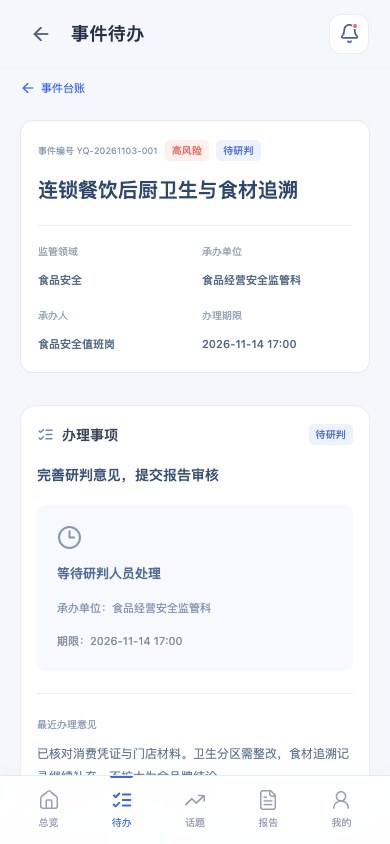 事件待办
事件台账
事件编号 YQ-20261103-001 高风险 待研判
连锁餐饮后厨卫生与食材追溯
监管领域 承办单位
食品安全 食品经营安全监管科
承办人 办理期限
食品安全值班岗 2026-11-14 17:00
办理事项 待研判
完善研判意见，提交报告审核
等待研判人员处理
承办单位：食品经营安全监管科
期限：2026-11-14 17:00
最近办理意见
已核对消费凭证与门店材料。卫生分区需整改，食材追溯记
总览 待办 话题 报告 我的